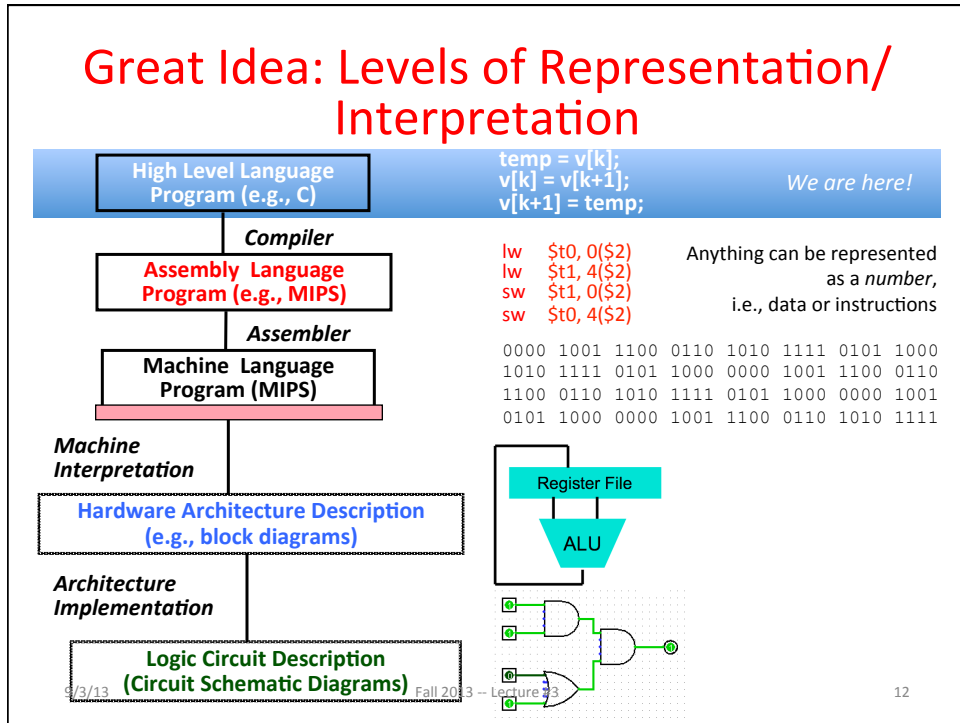 Great Idea: Levels of Representation/
Interpretation
High Level Language
Program (e.g., C)
temp = v[k];
v[k] = v[k+1];
v[k+1] = temp;
We are here!
Compiler
Assembly Language
Program (e.g., MIPS)
lw $t0, 0($2)
lw $t1, 4($2)
sw $t1, 0($2)
sw $t0, 4($2)
Anything can be represented
as a number,
i.e., data or instructions
Assembler
Machine Language
Program (MIPS)
0000 1001 1100 0110 1010 1111 0101 1000
1010 1111 0101 1000 0000 1001 1100 0110
1100 0110 1010 1111 0101 1000 0000 1001
0101 1000 0000 1001 1100 0110 1010 1111
Machine
Interpretation
Register File
ALU
Hardware Architecture Description
(e.g., block diagrams)
Architecture
Implementation
Logic Circuit Description
(Circuit Schematic Diagrams)
9/3/13
Fall 2013 -- Lecture #3
12